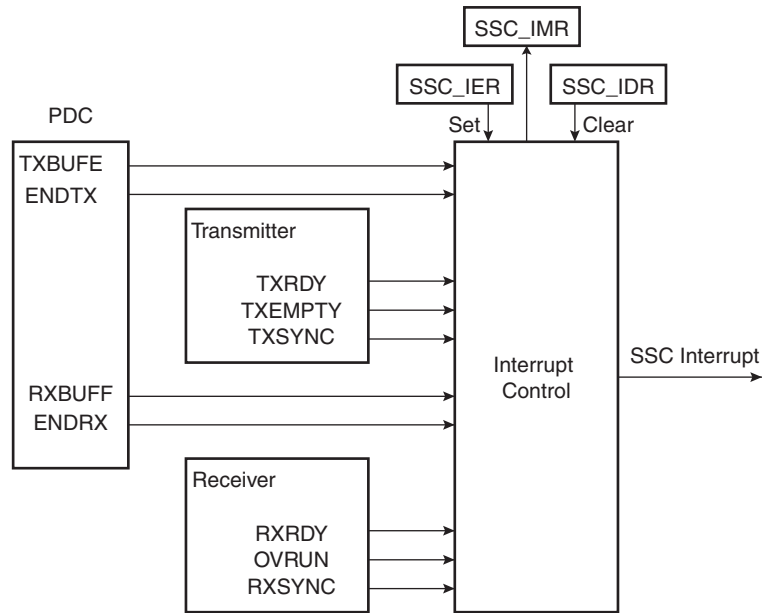 SSC_IMR
SSC_IER
SSC_IDR
PDC
Set
Clear
TXBUFE
ENDTX
Transmitter
TXRDY
TXEMPTY
TXSYNC
RXBUFF
ENDRX
Interrupt
Control
SSC Interrupt
Receiver
RXRDY
OVRUN
RXSYNC